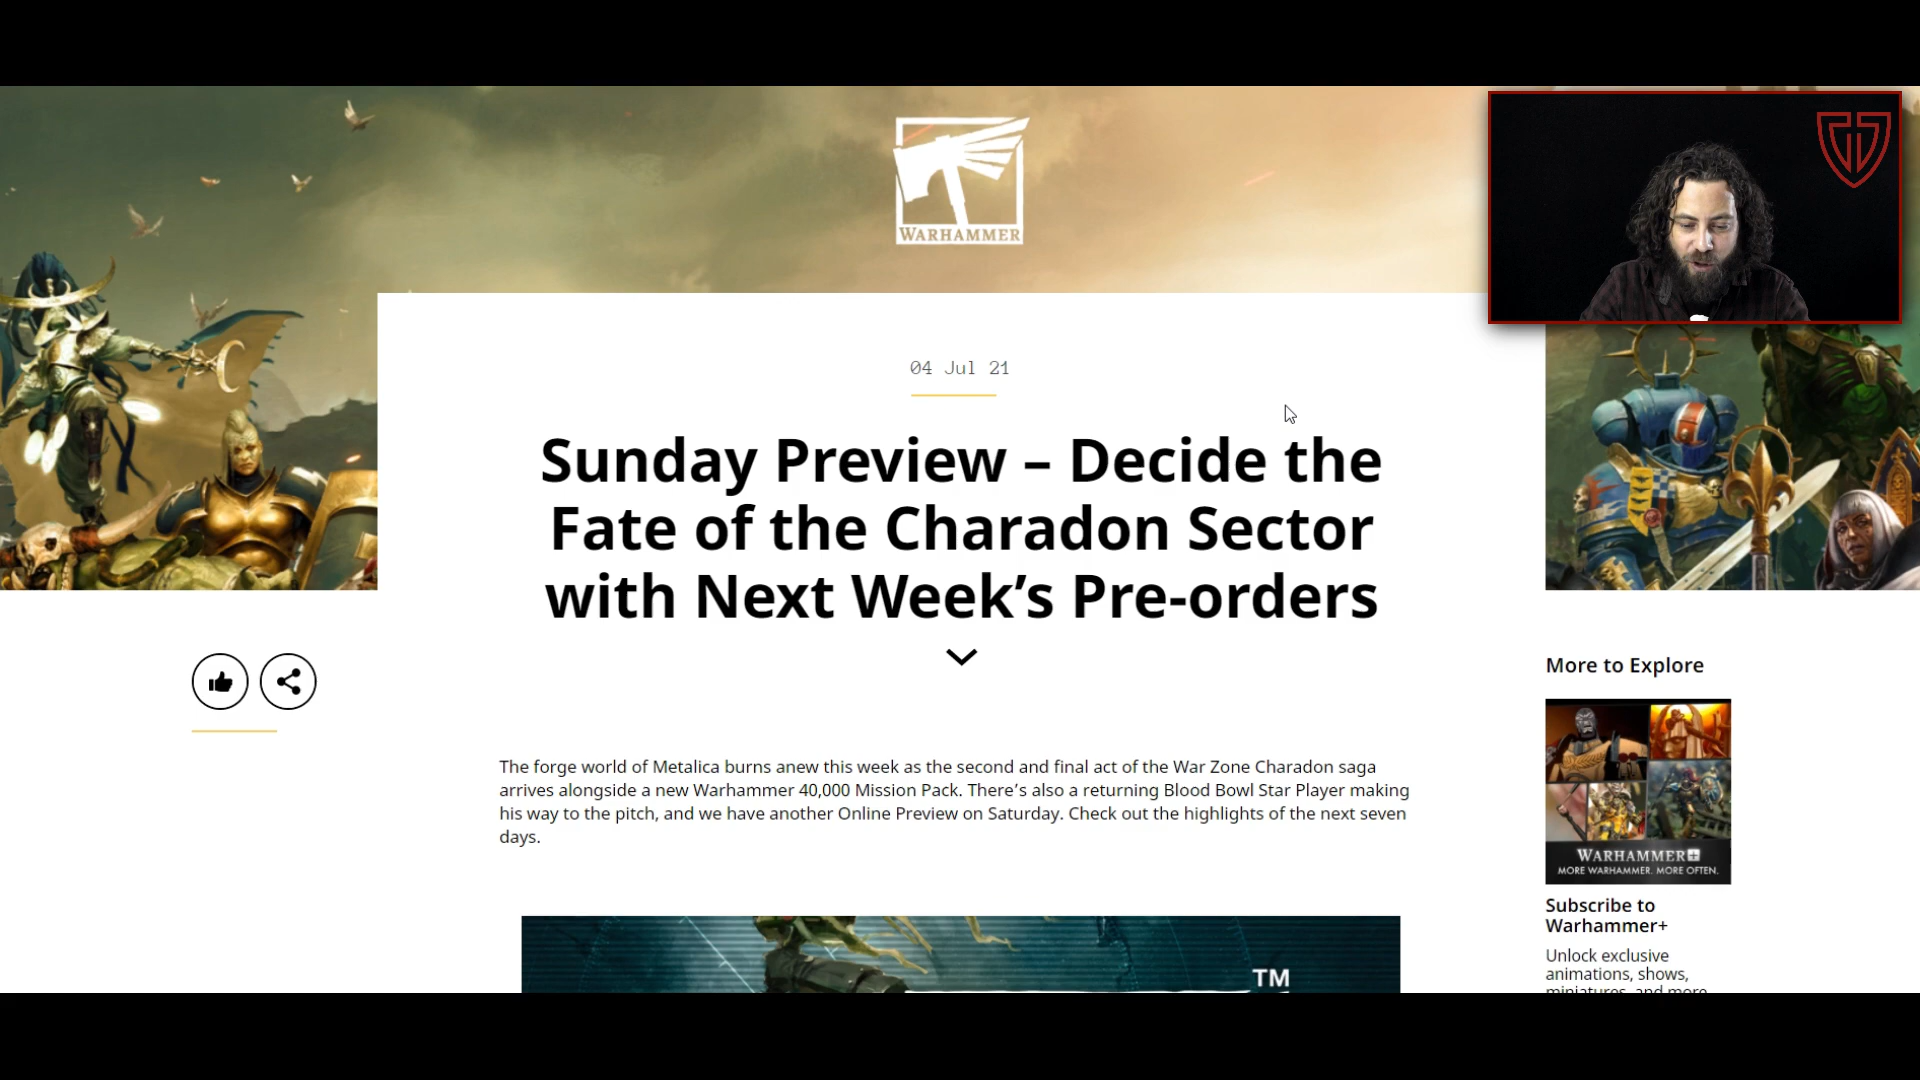 WARHAMMER
04 Jul 21
Sunday Preview – Decide the
Fate of the Charadon Sector
with Next Week’s Pre-orders
The forge world of Metalica burns anew this week as the second and final act of the War Zone Charadon saga
arrives alongside a new Warhammer 40,000 Mission Pack. There’s also a returning Blood Bowl Star Player making
his way to the pitch, and we have another Online Preview on Saturday. Check out the highlights of the next seven
days.
TM
More to Explore
WARHAMMER+
MORE WARHAMMER. MORE OFTEN.
Subscribe to
Warhammer+
Unlock exclusive
animations, shows,
miniatures, and more